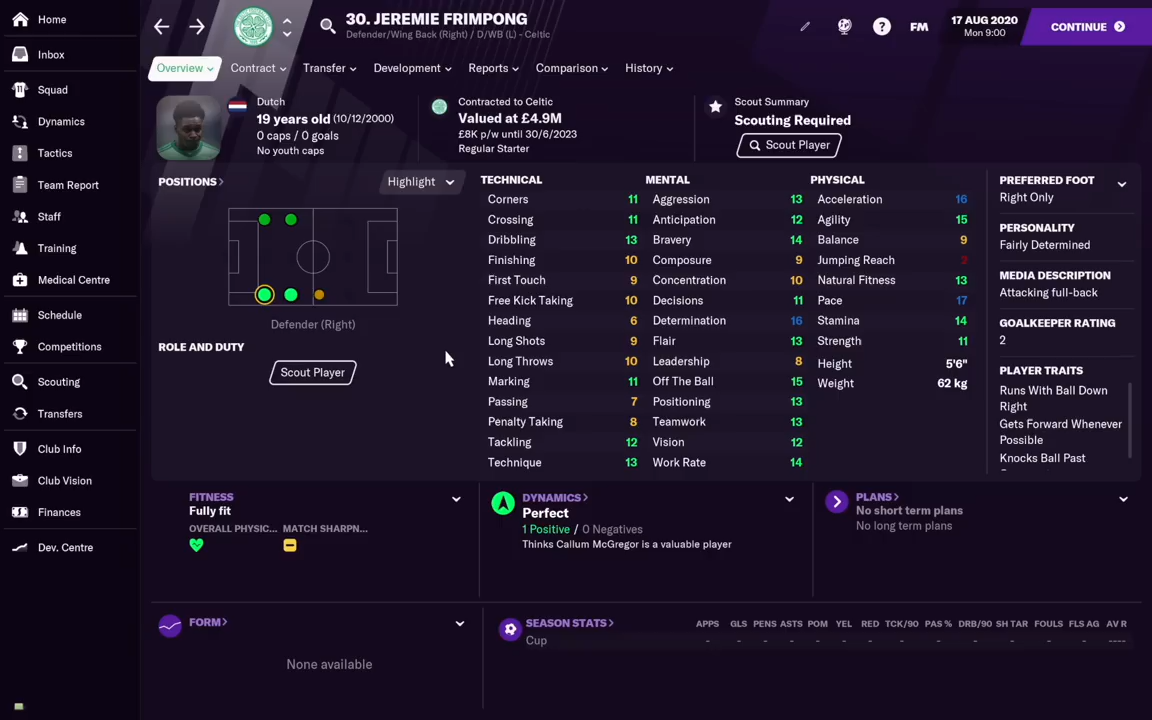 Home
Inbox
Squad
Dynamics
Tactics
Team Report
Staff
Training
Medical Centre
Schedule
Competitions
Scouting
Transfers
Club Info
Club Vision
Finances
Dev. Centre
30. JEREMIE FRIMPONG
Defender/Wing Back (Right) / D/WB (L) - Celtic
? FM 17 AUG 2020
Mon 9:00
CONTINUE
Overview Contract Transfer Development Reports Comparison History
Dutch
19 years old (10/12/2000)
0 caps / 0 goals
No youth caps
Contracted to Celtic
Valued at £4.9M
£8K p/w until 30/6/2023
Regular Starter
Scout Summary
Scouting Required
Scout Player
POSITIONS
Highlight
Defender (Right)
ROLE AND DUTY
Scout Player
TECHNICAL
Corners 11
Crossing 11
Dribbling 13
Finishing 10
First Touch 9
Free Kick Taking 10
Heading 6
Long Shots 9
Long Throws 10
Marking 11
Passing 7
Penalty Taking 8
Tackling 12
Technique 13
MENTAL
Aggression 13
Anticipation 12
Bravery 14
Composure 9
Concentration 10
Decisions 11
Determination 16
Flair 13
Leadership 8
Off The Ball 15
Positioning 13
Teamwork 13
Vision 12
Work Rate 14
PHYSICAL
Acceleration 16
Agility 15
Balance 9
Jumping Reach 2
Natural Fitness 13
Pace 17
Stamina 14
Strength 11
Height 5'6"
Weight 62 kg
PREFERRED FOOT
Right Only
PERSONALITY
Fairly Determined
MEDIA DESCRIPTION
Attacking full-back
GOALKEEPER RATING
2
PLAYER TRAITS
Runs With Ball Down
Right
Gets Forward Whenever
Possible
Knocks Ball Past
FITNESS
Fully fit
OVERALL PHYSIC... MATCH SHARPN...
DYNAMICS
Perfect
1 Positive / 0 Negatives
Thinks Callum McGregor is a valuable player
PLANS
No short term plans
No long term plans
FORM
None available
SEASON STATS APPS GLS PENS ASTS POM YEL RED TCK/90 PAS % DRB/90 SH TAR FOULS FLS AG AV R
Cup - - - - - - - - - - - - - ----